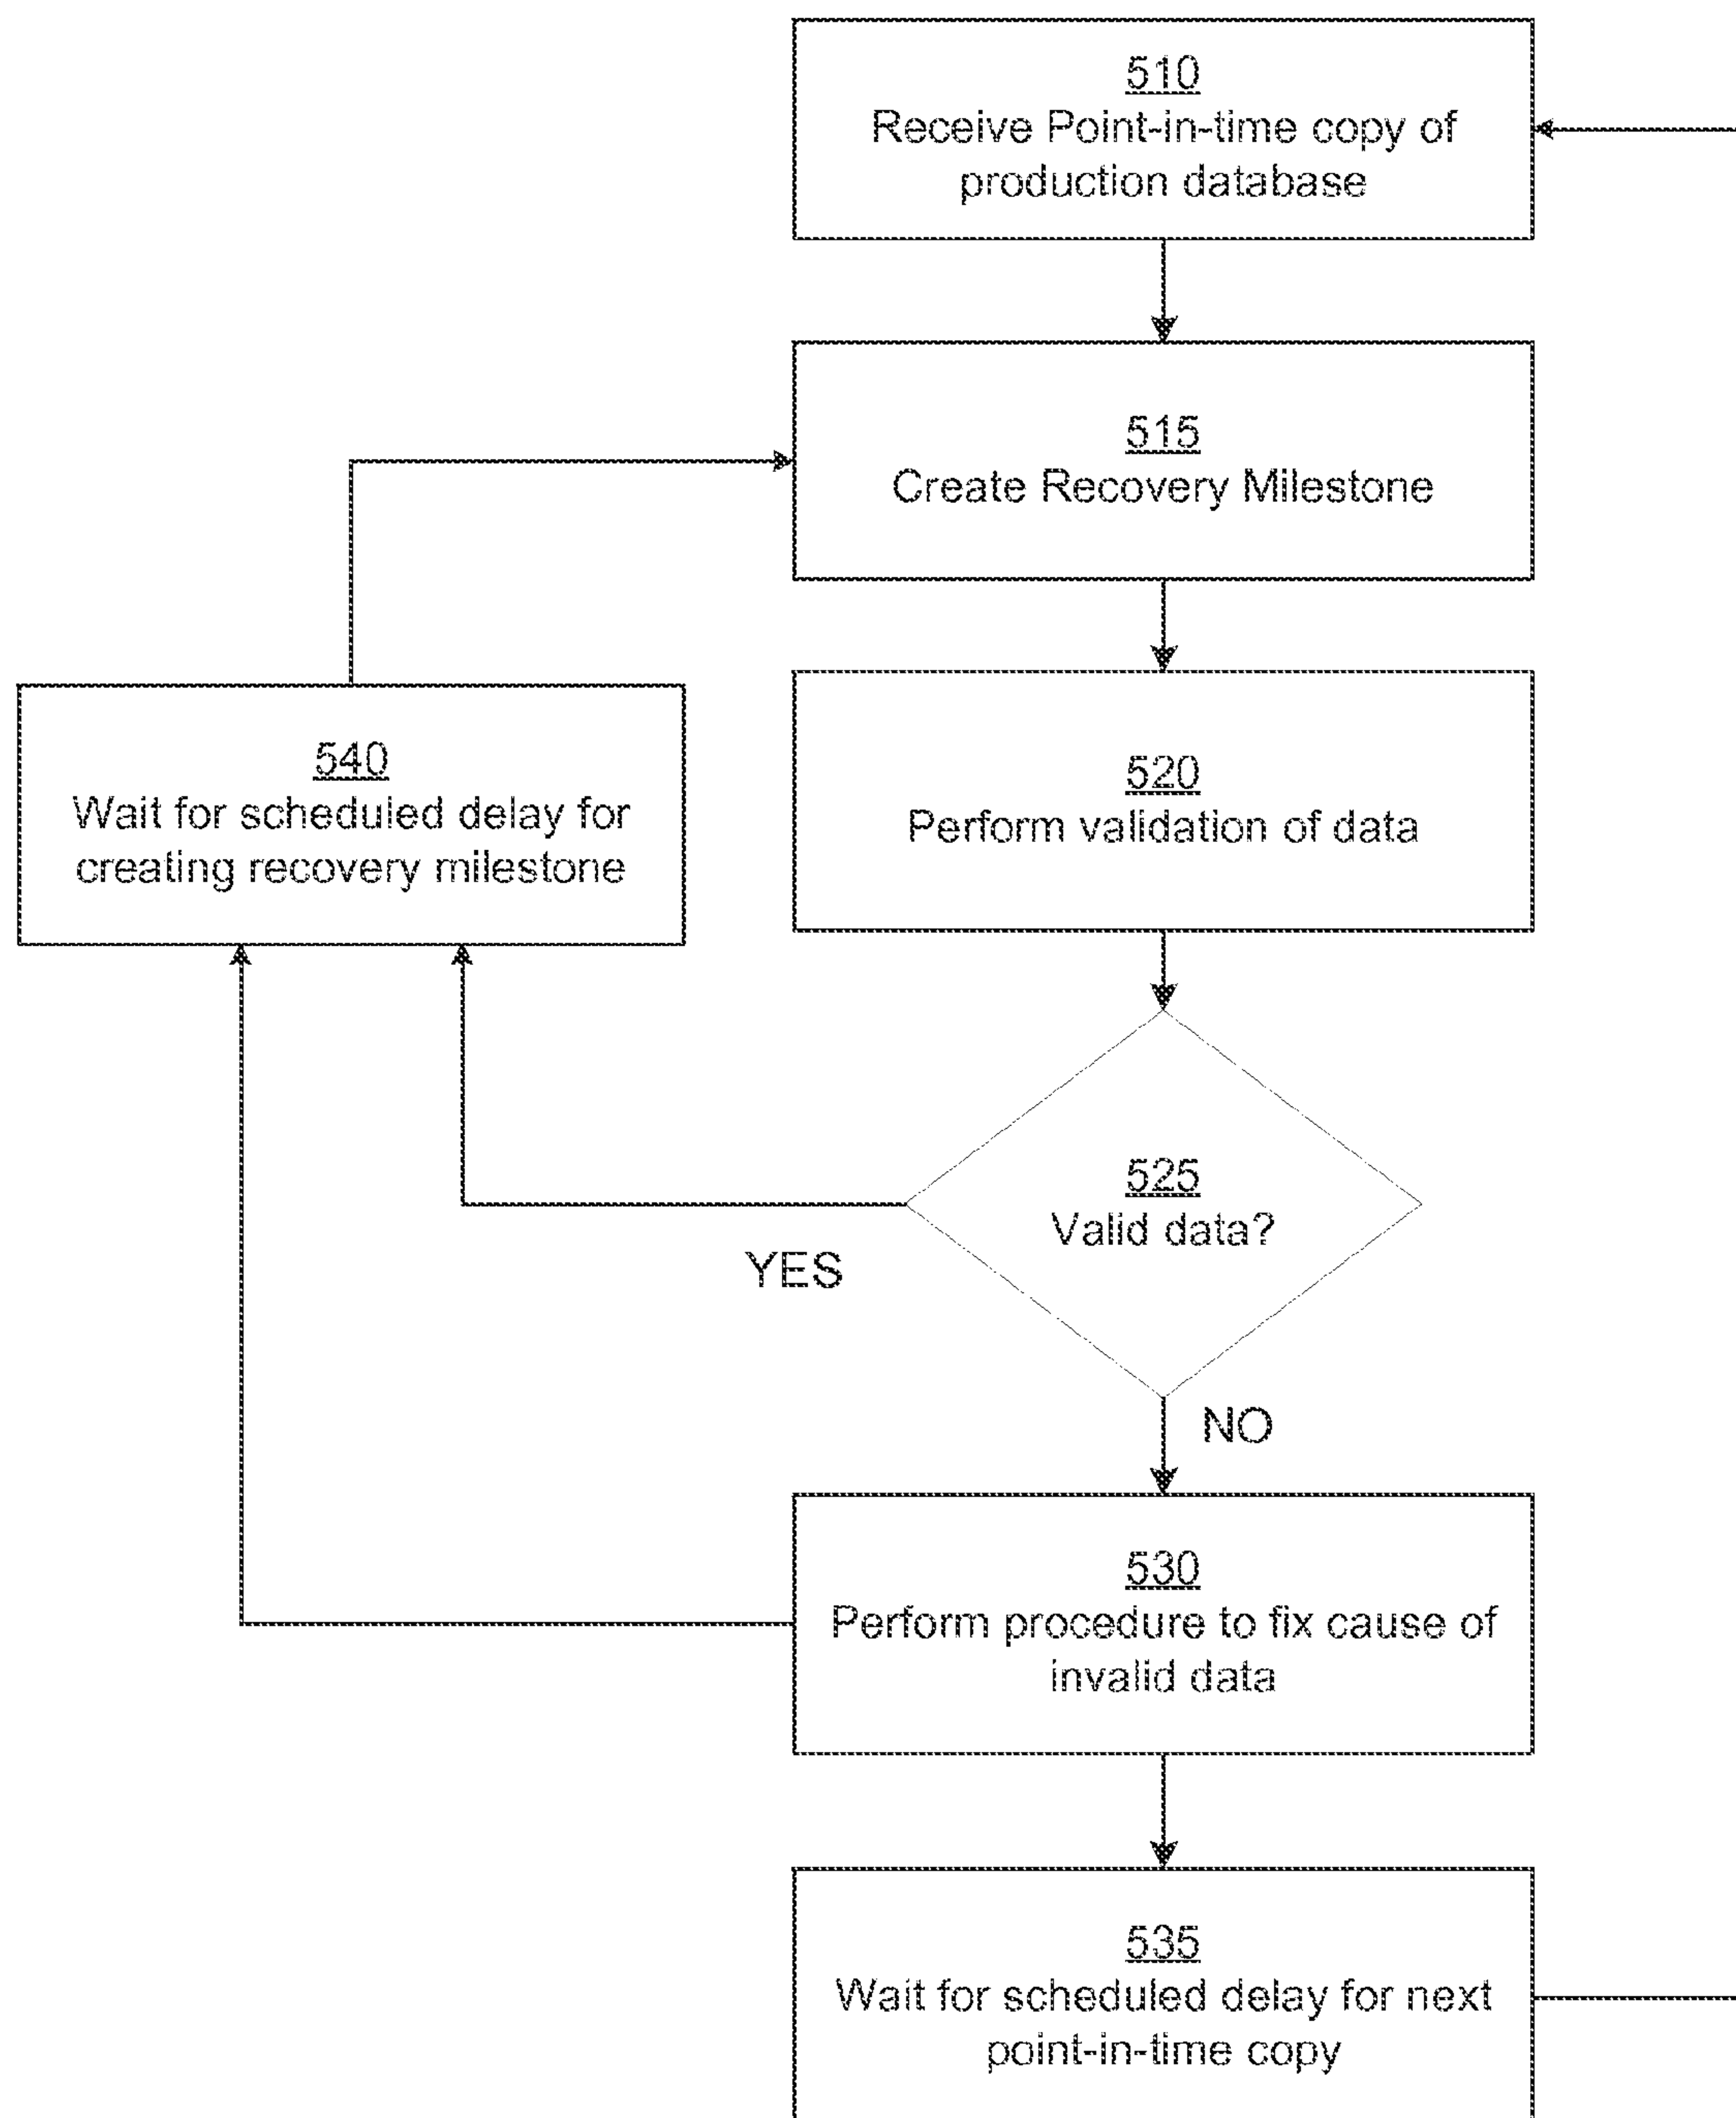 510
Receive Point-in-time copy of
production database
515
Create Recovery Milestone
540
Wait for scheduled delay for
creating recovery milestone
520
Perform validation of data
525
Valid data?
YES
NO
530
Perform procedure to fix cause of
invalid data
535
Wait for scheduled delay for next
point-in-time copy